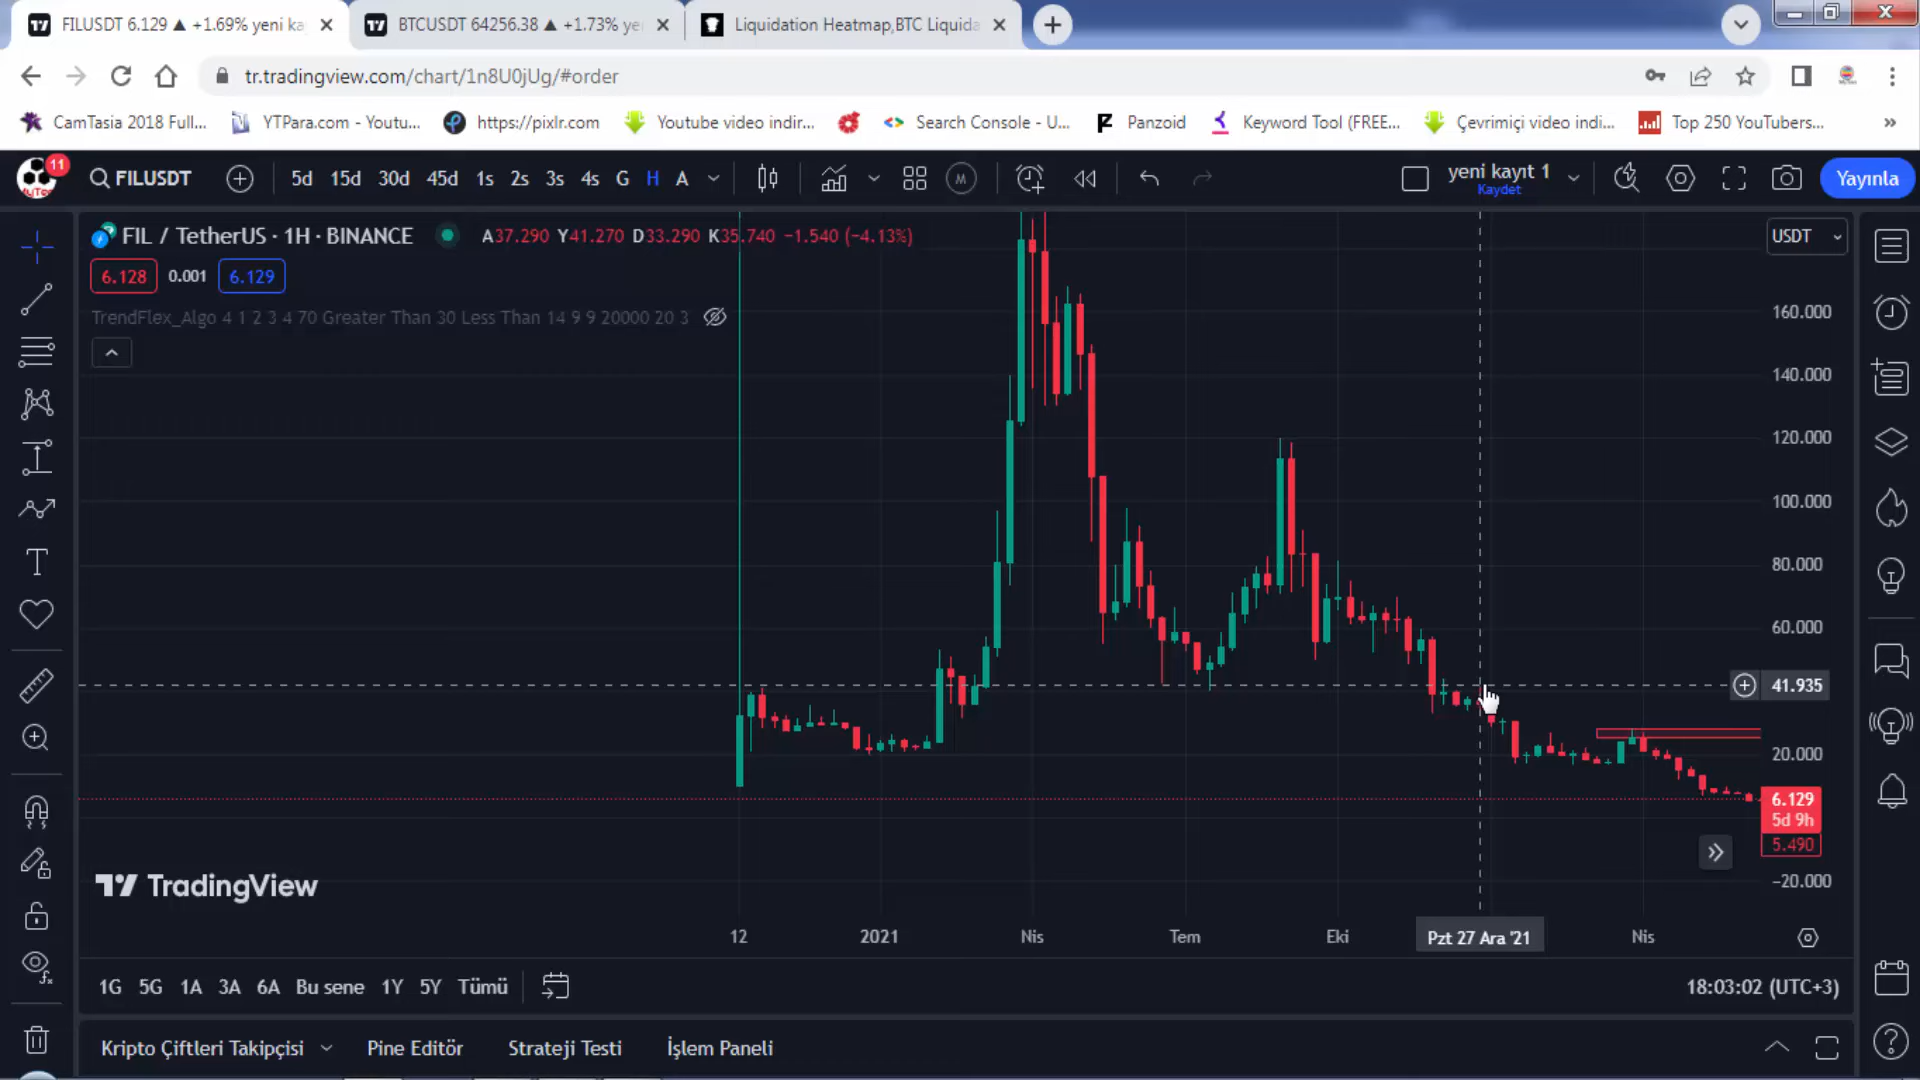 FILUSDT 6.129 ▲ +1.69% yeni ka
BTCUSDT 64256.38 ▲ +1.73% ye
Liquidation Heatmap,BTC Liquida
tr.tradingview.com/chart/1n8U0jUg/#order
CamTasia 2018 Full...
YTPara.com - Youtu...
https://pixlr.com
Youtube video indir...
Search Console - U...
Panzoid
Keyword Tool (FREE...
Çevrimiçi video indi...
Top 250 YouTubers...
»
11
FILUSDT
5d 15d 30d 45d 1s 2s 3s 4s G H A
M
yeni kayıt 1
Kaydet
Yayınla
FIL / TetherUS · 1H · BINANCE
A37.290 Y41.270 D33.290 K35.740 −1.540 (−4.13%)
USDT
6.128 0.001 6.129
TrendFlex_Algo 4 1 2 3 4 70 Greater Than 30 Less Than 14 9 9 20000 20 3
160.000
140.000
120.000
100.000
80.000
60.000
41.935
20.000
6.129
5d 9h
5.490
−20.000
TradingView
12 2021 Nis Tem Eki Pzt 27 Ara '21 Nis
1G 5G 1A 3A 6A Bu sene 1Y 5Y Tümü
18:03:02 (UTC+3)
Kripto Çiftleri Takipçisi Pine Editör Strateji Testi İşlem Paneli